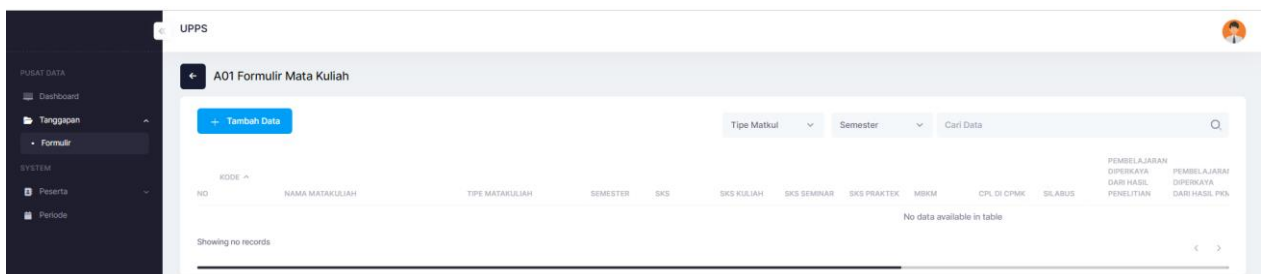 UPPS
PUSAT DATA
Dashboard
Tanggapan
Formulir
SYSTEM
Peserta
Periode
A01 Formulir Mata Kuliah
+ Tambah Data
Tipe Matkul
Semester
Cari Data
NO
KODE
NAMA MATAKULIAH
TIPE MATAKULIAH
SEMESTER
SKS
SKS KULIAH
SKS SEMINAR
SKS PRAKTEK
MBKM
CPL DI CPMK
SILABUS
PEMBELAJARAN
DIPERKAYA
DARI HASIL
PENELITIAN
PEMBELAJARA
DIPERKAYA
DARI HASIL PKM
No data available in table
Showing no records